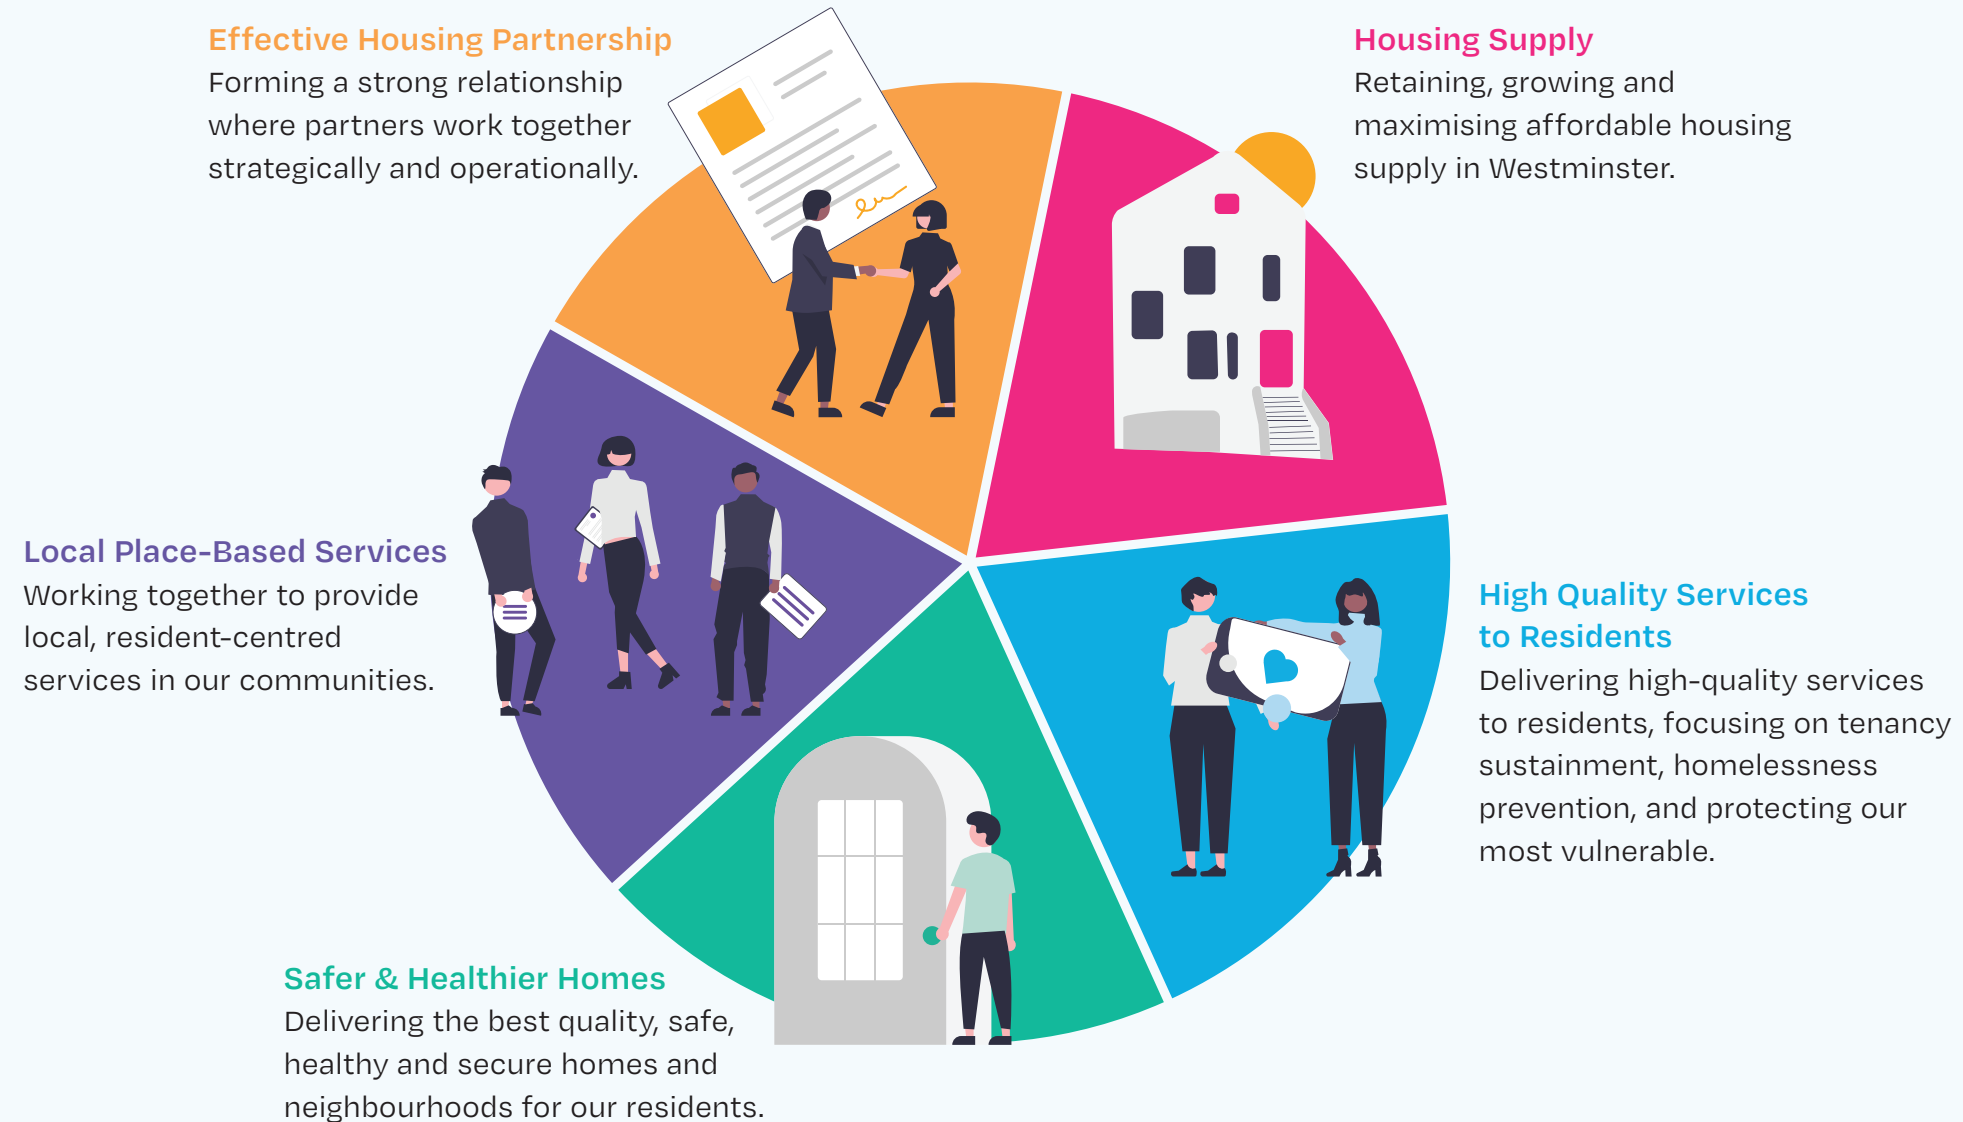 Effective Housing Partnership
Forming a strong relationship
where partners work together
strategically and operationally.
Housing Supply
Retaining, growing and
maximising affordable housing
supply in Westminster.
High Quality Services
to Residents
Delivering high-quality services
to residents, focusing on tenancy
sustainment, homelessness
prevention, and protecting our
most vulnerable.
Safer & Healthier Homes
Delivering the best quality, safe,
healthy and secure homes and
neighbourhoods for our residents.
Local Place-Based Services
Working together to provide
local, resident-centred
services in our communities.